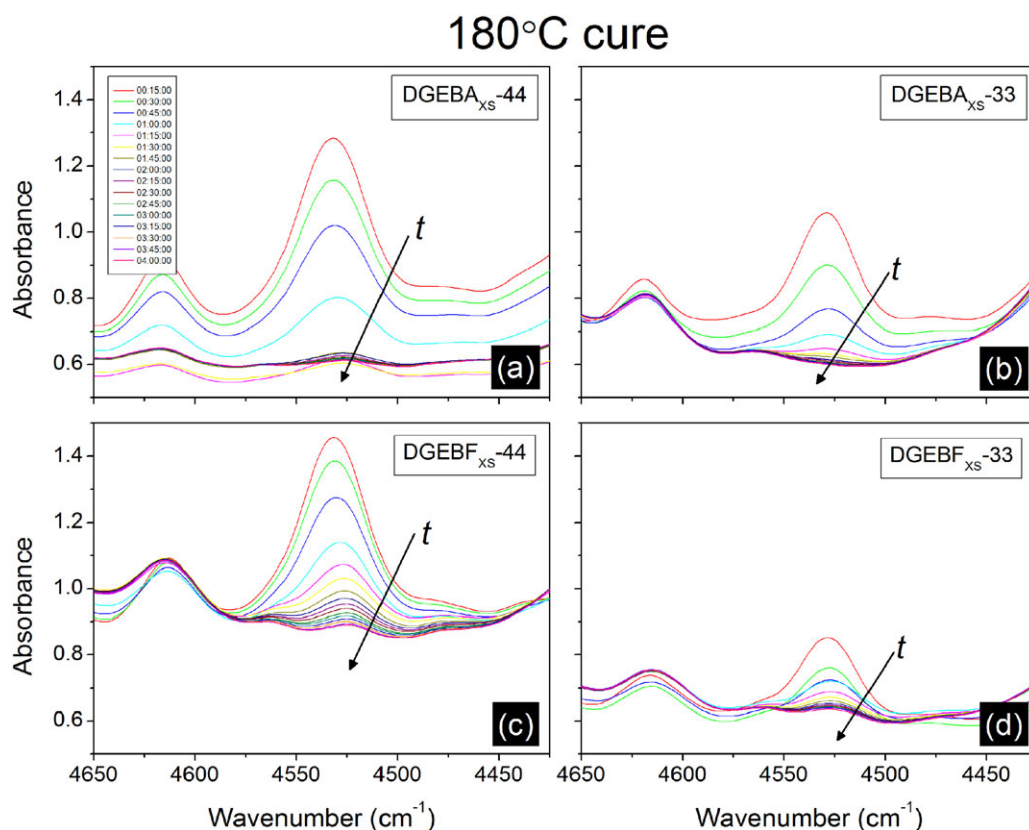 180°C cure
DGEBA_XS-44
DGEBA_XS-33
1.4
1.2
1.0
0.8
0.6
Absorbance
00:15:00
00:30:00
00:45:00
01:00:00
01:15:00
01:30:00
01:45:00
02:00:00
02:15:00
02:30:00
02:45:00
03:00:00
03:15:00
03:30:00
03:45:00
04:00:00
t
t
(a)
(b)
DGEBF_XS-44
DGEBF_XS-33
1.4
1.2
1.0
0.8
0.6
Absorbance
t
t
(c)
(d)
4650 4600 4550 4500 4450
4650 4600 4550 4500 4450
Wavenumber (cm⁻¹)
Wavenumber (cm⁻¹)